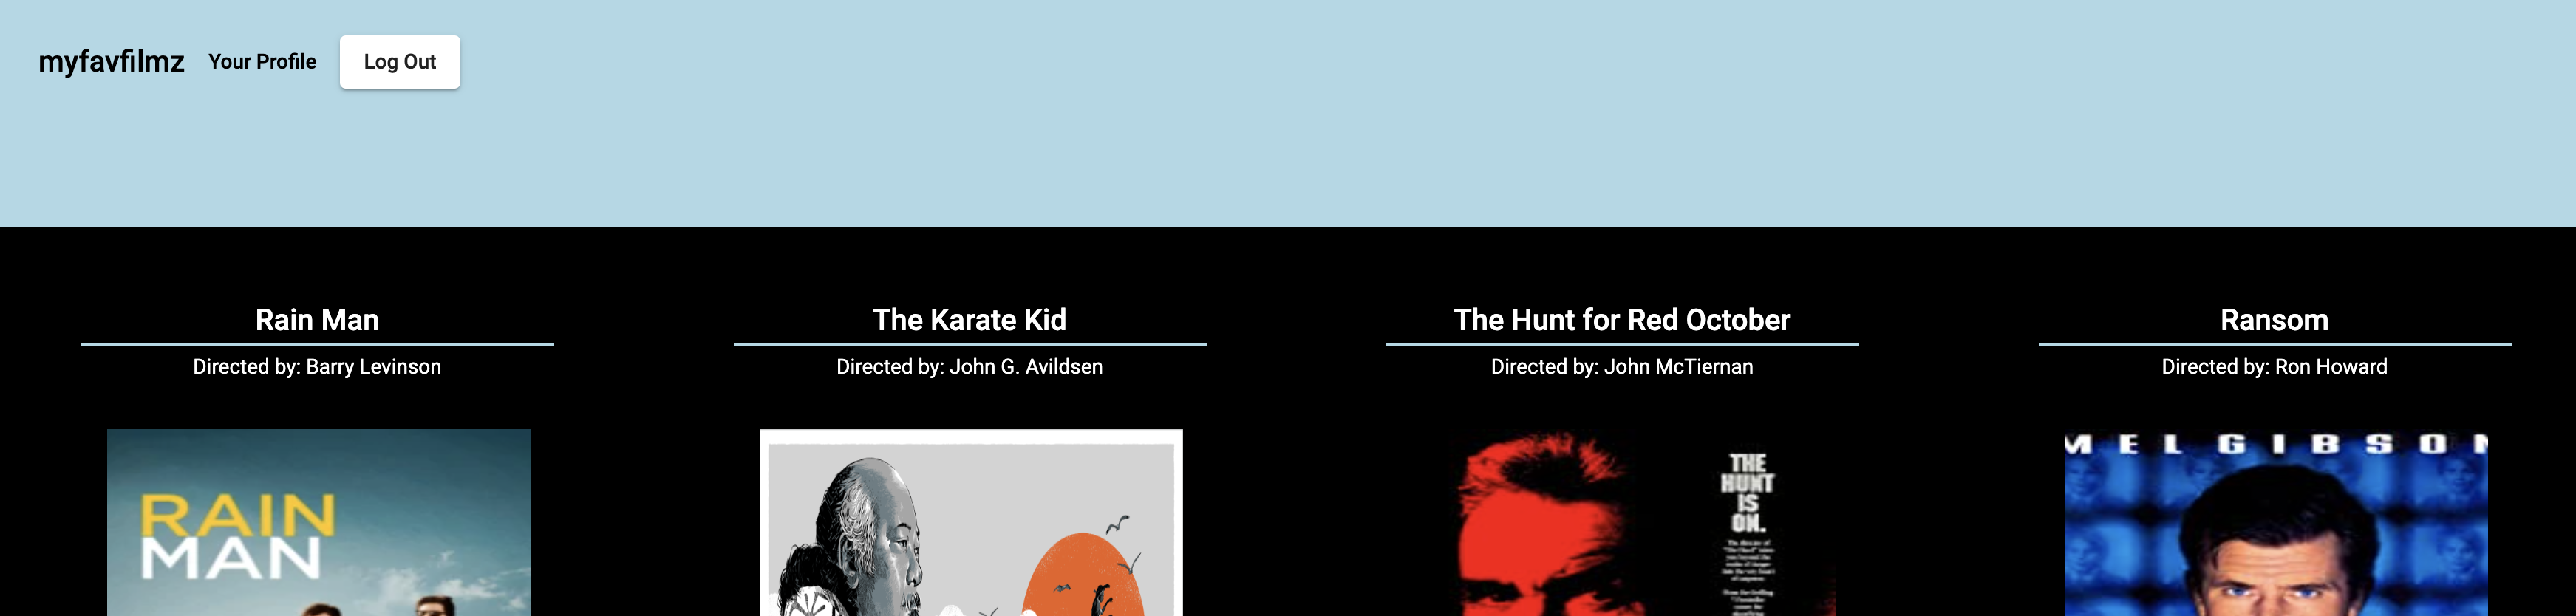 myfavfilmz Your Profile Log Out
Rain Man
Directed by: Barry Levinson
The Karate Kid
Directed by: John G. Avildsen
The Hunt for Red October
Directed by: John McTiernan
Ransom
Directed by: Ron Howard
RAIN
MAN
THE
HUNT
IS
ON.
MEL GIBSON